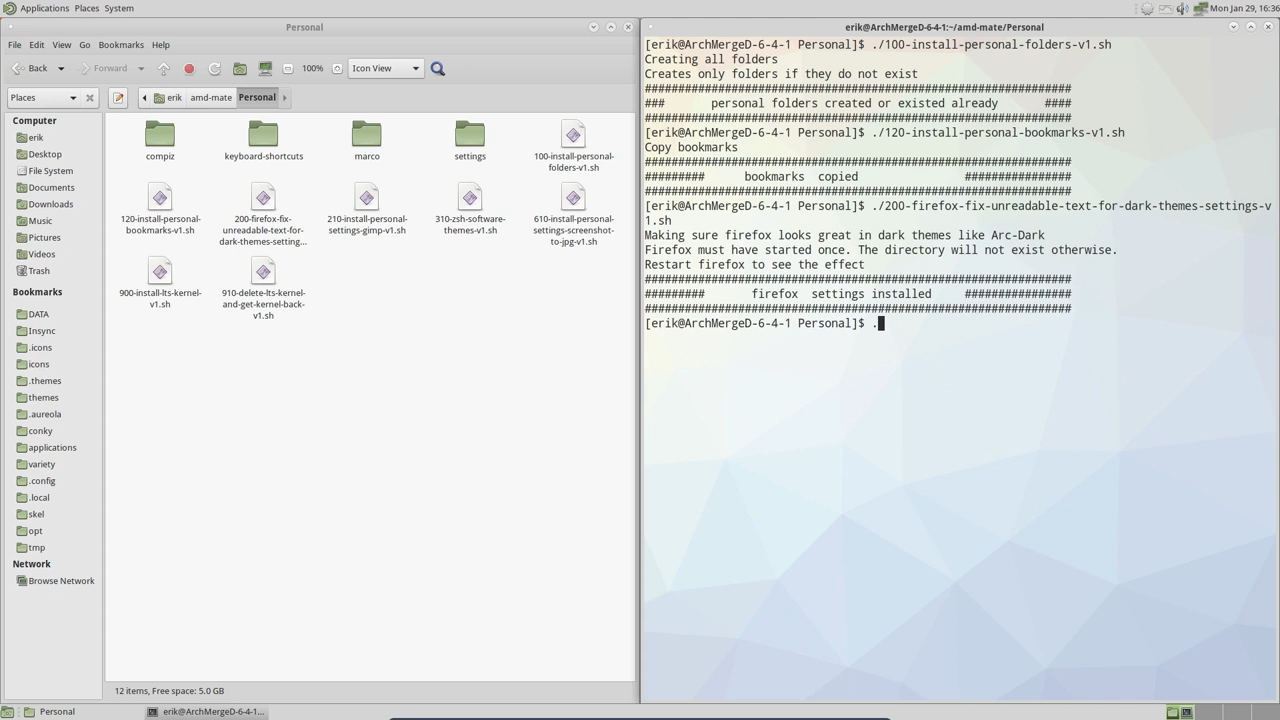 Applications Places System
Mon Jan 29, 16:36
Personal
File Edit View Go Bookmarks Help
Back Forward 100% Icon View
Places erik amd-mate Personal
Computer
erik
Desktop
File System
Documents
Downloads
Music
Pictures
Videos
Trash
Bookmarks
DATA
Insync
.icons
icons
.themes
themes
.aureola
conky
applications
variety
.config
.local
skel
opt
tmp
Network
Browse Network
compiz
keyboard-shortcuts
marco
settings
100-install-personal-
folders-v1.sh
120-install-personal-
bookmarks-v1.sh
200-firefox-fix-
unreadable-text-for-
dark-themes-setting...
210-install-personal-
settings-gimp-v1.sh
310-zsh-software-
themes-v1.sh
610-install-personal-
settings-screenshot-
to-jpg-v1.sh
900-install-lts-kernel-
v1.sh
910-delete-lts-kernel-
and-get-kernel-back-
v1.sh
12 items, Free space: 5.0 GB
erik@ArchMergeD-6-4-1:~/amd-mate/Personal
[erik@ArchMergeD-6-4-1 Personal]$ ./100-install-personal-folders-v1.sh
Creating all folders
Creates only folders if they do not exist
################################################################
###       personal folders created or existed already       ####
################################################################
[erik@ArchMergeD-6-4-1 Personal]$ ./120-install-personal-bookmarks-v1.sh
Copy bookmarks
################################################################
#########      bookmarks  copied                ################
################################################################
[erik@ArchMergeD-6-4-1 Personal]$ ./200-firefox-fix-unreadable-text-for-dark-themes-settings-v
1.sh
Making sure firefox looks great in dark themes like Arc-Dark
Firefox must have started once. The directory will not exist otherwise.
Restart firefox to see the effect
################################################################
#########       firefox  settings installed     ################
################################################################
[erik@ArchMergeD-6-4-1 Personal]$ .
Personal
erik@ArchMergeD-6-4-1...